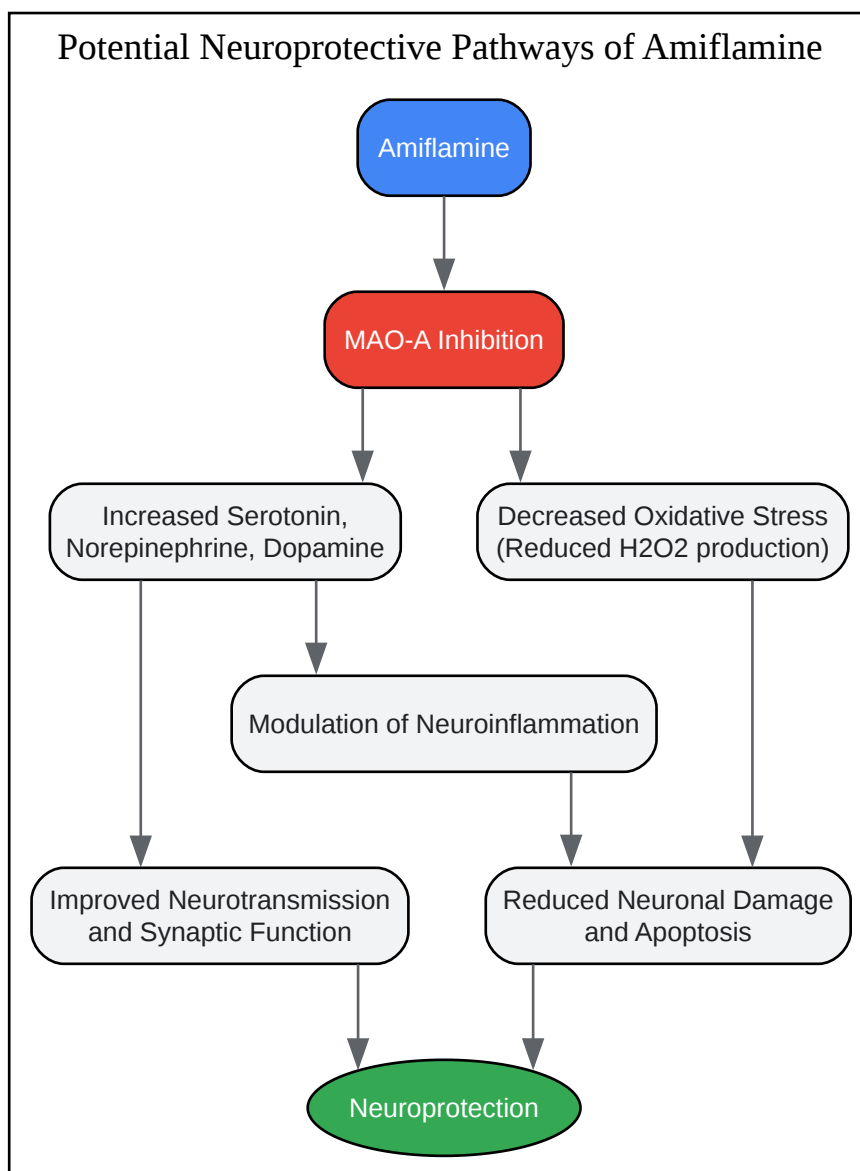 Potential Neuroprotective Pathways of Amiflamine
Amiflamine
MAO-A Inhibition
Increased Serotonin,
Norepinephrine, Dopamine
Decreased Oxidative Stress
(Reduced H2O2 production)
Modulation of Neuroinflammation
Improved Neurotransmission
and Synaptic Function
Reduced Neuronal Damage
and Apoptosis
Neuroprotection